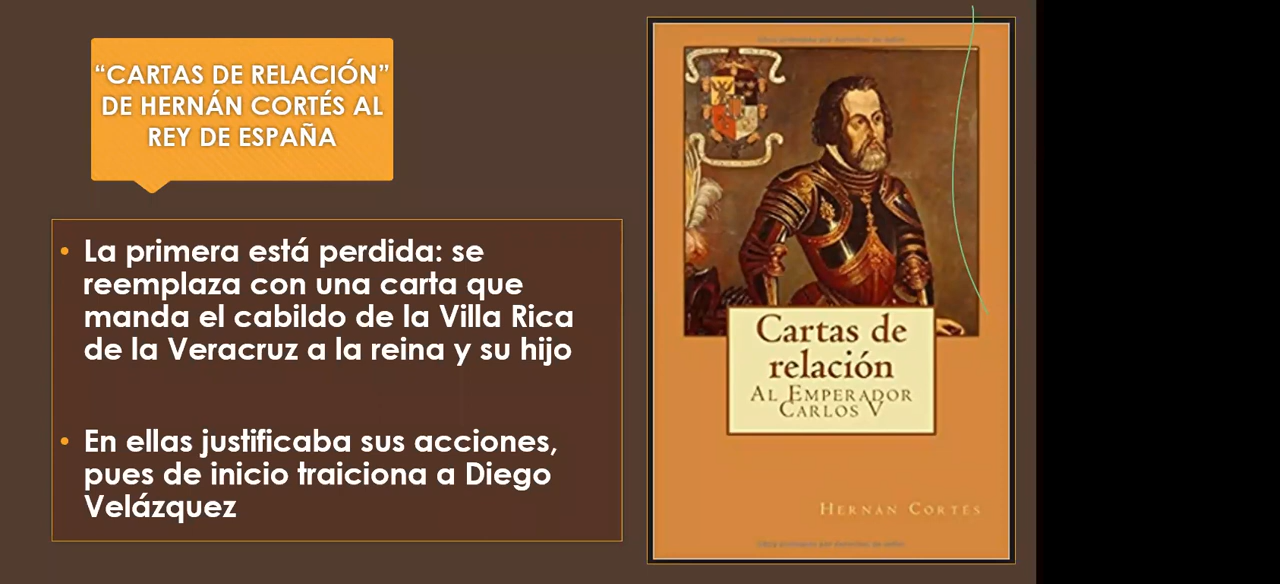 “CARTAS DE RELACIÓN”
DE HERNÁN CORTÉS AL
REY DE ESPAÑA
• La primera está perdida: se
reemplaza con una carta que
manda el cabildo de la Villa Rica
de la Veracruz a la reina y su hijo
• En ellas justificaba sus acciones,
pues de inicio traiciona a Diego
Velázquez
Cartas de
relación
AL EMPERADOR
CARLOS V
HERNÁN CORTÉS